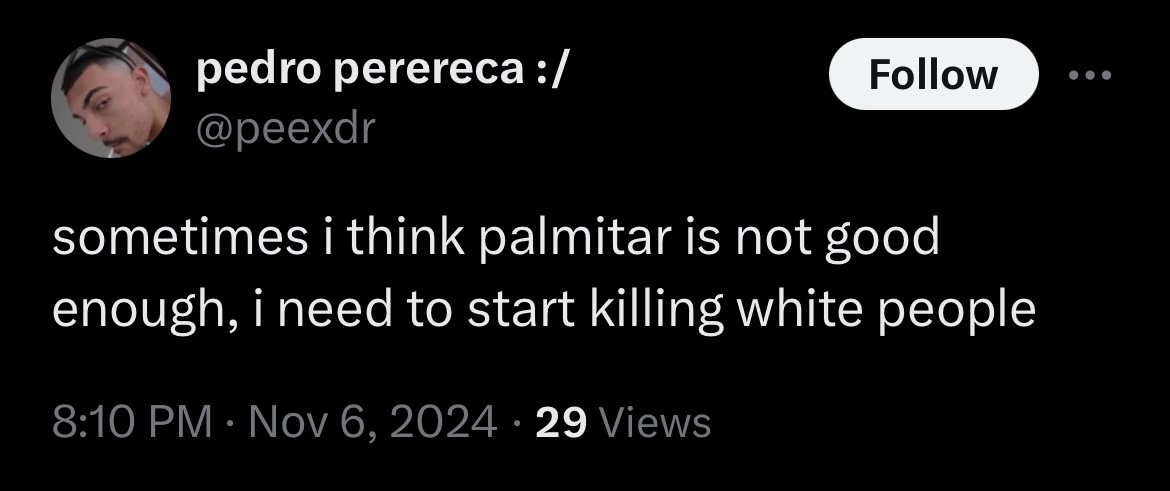 pedro perereca :/
Follow
@peexdr
sometimes i think palmitar is not good
enough, i need to start killing white people
8:10 PM · Nov 6, 2024 · 29 Views